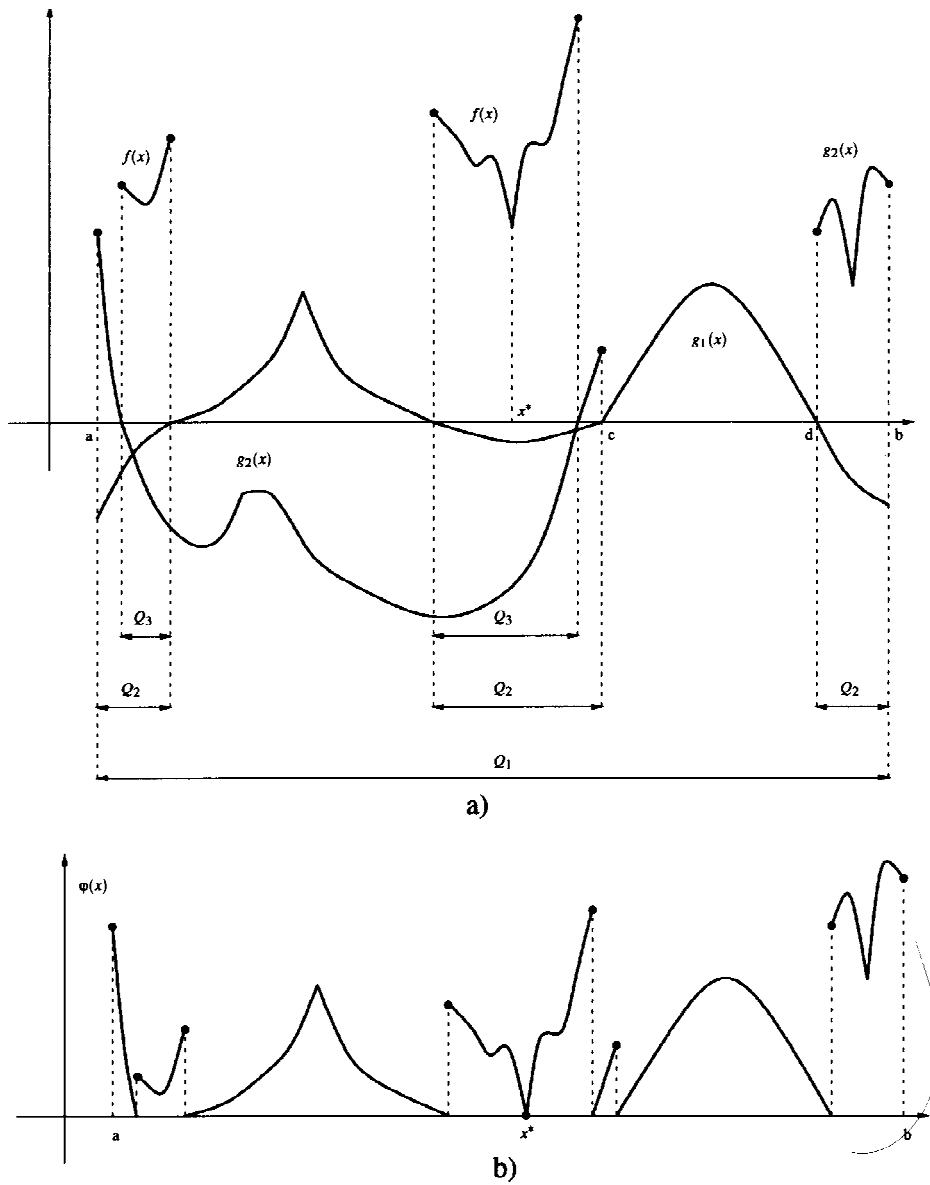 f(x)
f(x)
g₂(x)
g₁(x)
a
x*
c
d
b
g₂(x)
Q₃
Q₃
Q₂
Q₂
Q₂
Q₁
a)
φ(x)
a
x*
b
b)